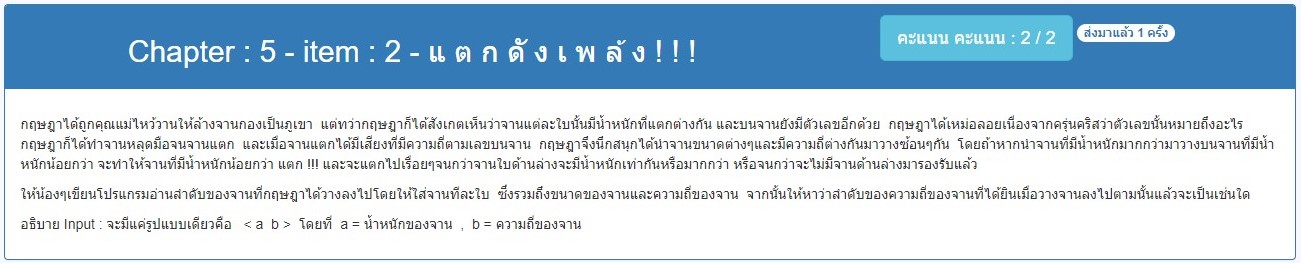 Chapter : 5 - item : 2 - แ ต ก ดั ง เ พ ล้ ง ! ! !
คะแนน คะแนน : 2 / 2
ส่งมาแล้ว 1 ครั้ง
กฤษฎาได้ถูกคุณแม่ไหว้วานให้ล้างจานกองเป็นภูเขา แต่ทว่ากฤษฎาก็ได้สังเกตเห็นว่าจานแต่ละใบนั้นมีน้ำหนักที่แตกต่างกัน และบนจานยังมีตัวเลขอีกด้วย กฤษฎาได้เหม่อลอยเนื่องจากครุ่นคริสว่าตัวเลขนั้นหมายถึงอะไร
กฤษฎาก็ได้ทำจานหลุดมือจนจานแตก และเมื่อจานแตกได้มีเสียงที่มีความถี่ตามเลขบนจาน กฤษฎาจึงนึกสนุกได้นำจานขนาดต่างๆและมีความถี่ต่างกันมาวางซ้อนๆกัน โดยถ้าหากนำจานที่มีน้ำหนักมากกว่ามาวางบนจานที่มีน้ำ
หนักน้อยกว่า จะทำให้จานที่มีน้ำหนักน้อยกว่า แตก !!! และจะแตกไปเรื่อยๆจนกว่าจานใบด้านล่างจะมีน้ำหนักเท่ากันหรือมากกว่า หรือจนกว่าจะไม่มีจานด้านล่างมารองรับแล้ว
ให้น้องๆเขียนโปรแกรมอ่านลำดับของจานที่กฤษฎาได้วางลงไปโดยให้ใส่จานทีละใบ ซึ่งรวมถึงขนาดของจานและความถี่ของจาน จากนั้นให้หาว่าลำดับของความถี่ของจานที่ได้ยินเมื่อวางจานลงไปตามนั้นแล้วจะเป็นเช่นใด
อธิบาย Input : จะมีแค่รูปแบบเดียวคือ < a b > โดยที่ a = น้ำหนักของจาน , b = ความถี่ของจาน